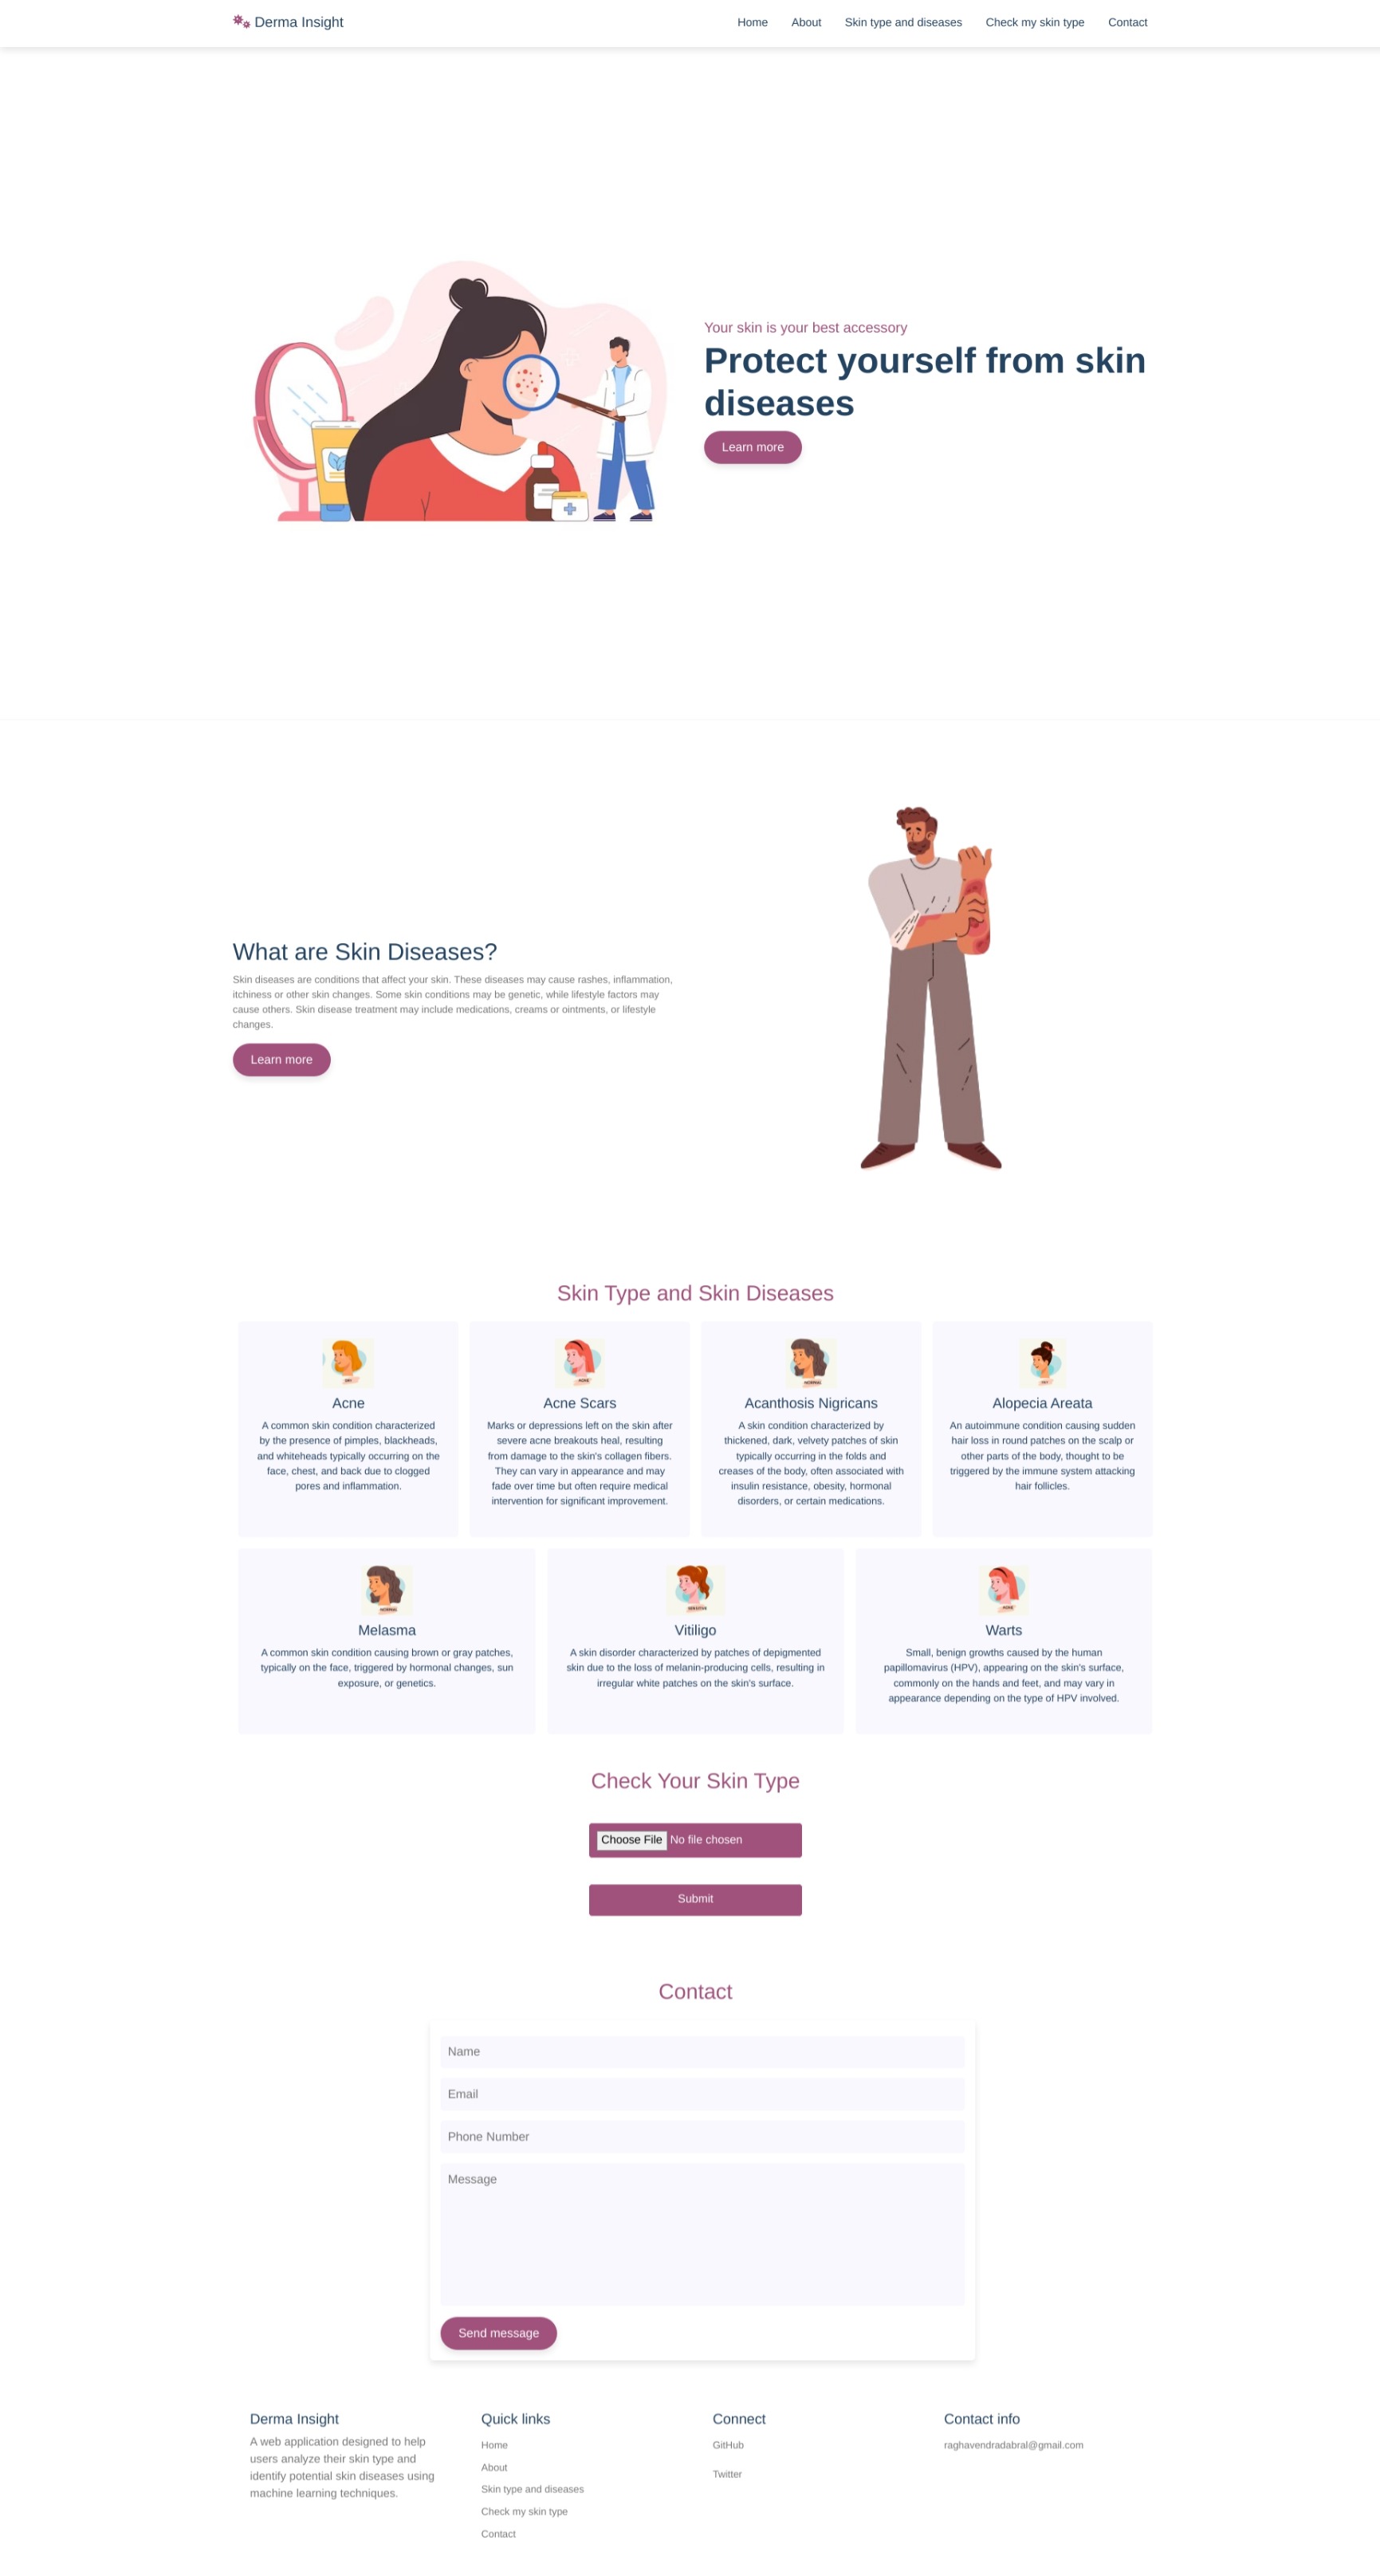 Derma Insight
Home
About
Skin type and diseases
Check my skin type
Contact
Your skin is your best accessory
Protect yourself from skin
diseases
Learn more
What are Skin Diseases?
Skin diseases are conditions that affect your skin. These diseases may cause rashes, inflammation,
itchiness or other skin changes. Some skin conditions may be genetic, while lifestyle factors may
cause others. Skin disease treatment may include medications, creams or ointments, or lifestyle
changes.
Learn more
Skin Type and Skin Diseases
Acne
A common skin condition characterized
by the presence of pimples, blackheads,
and whiteheads typically occurring on the
face, chest, and back due to clogged
pores and inflammation.
ACNE
Acne Scars
Marks or depressions left on the skin after
severe acne breakouts heal, resulting
from damage to the skin's collagen fibers.
They can vary in appearance and may
fade over time but often require medical
intervention for significant improvement.
NORMAL
Acanthosis Nigricans
A skin condition characterized by
thickened, dark, velvety patches of skin
typically occurring in the folds and
creases of the body, often associated with
insulin resistance, obesity, hormonal
disorders, or certain medications.
Alopecia Areata
An autoimmune condition causing sudden
hair loss in round patches on the scalp or
other parts of the body, thought to be
triggered by the immune system attacking
hair follicles.
NORMAL
Melasma
A common skin condition causing brown or gray patches,
typically on the face, triggered by hormonal changes, sun
exposure, or genetics.
SENSITIVE
Vitiligo
A skin disorder characterized by patches of depigmented
skin due to the loss of melanin-producing cells, resulting in
irregular white patches on the skin's surface.
ACNE
Warts
Small, benign growths caused by the human
papillomavirus (HPV), appearing on the skin's surface,
commonly on the hands and feet, and may vary in
appearance depending on the type of HPV involved.
Check Your Skin Type
Choose File No file chosen
Submit
Contact
Name
Email
Phone Number
Message
Send message
Derma Insight
A web application designed to help
users analyze their skin type and
identify potential skin diseases using
machine learning techniques.
Quick links
Home
About
Skin type and diseases
Check my skin type
Contact
Connect
GitHub
Twitter
Contact info
raghavendradabral@gmail.com